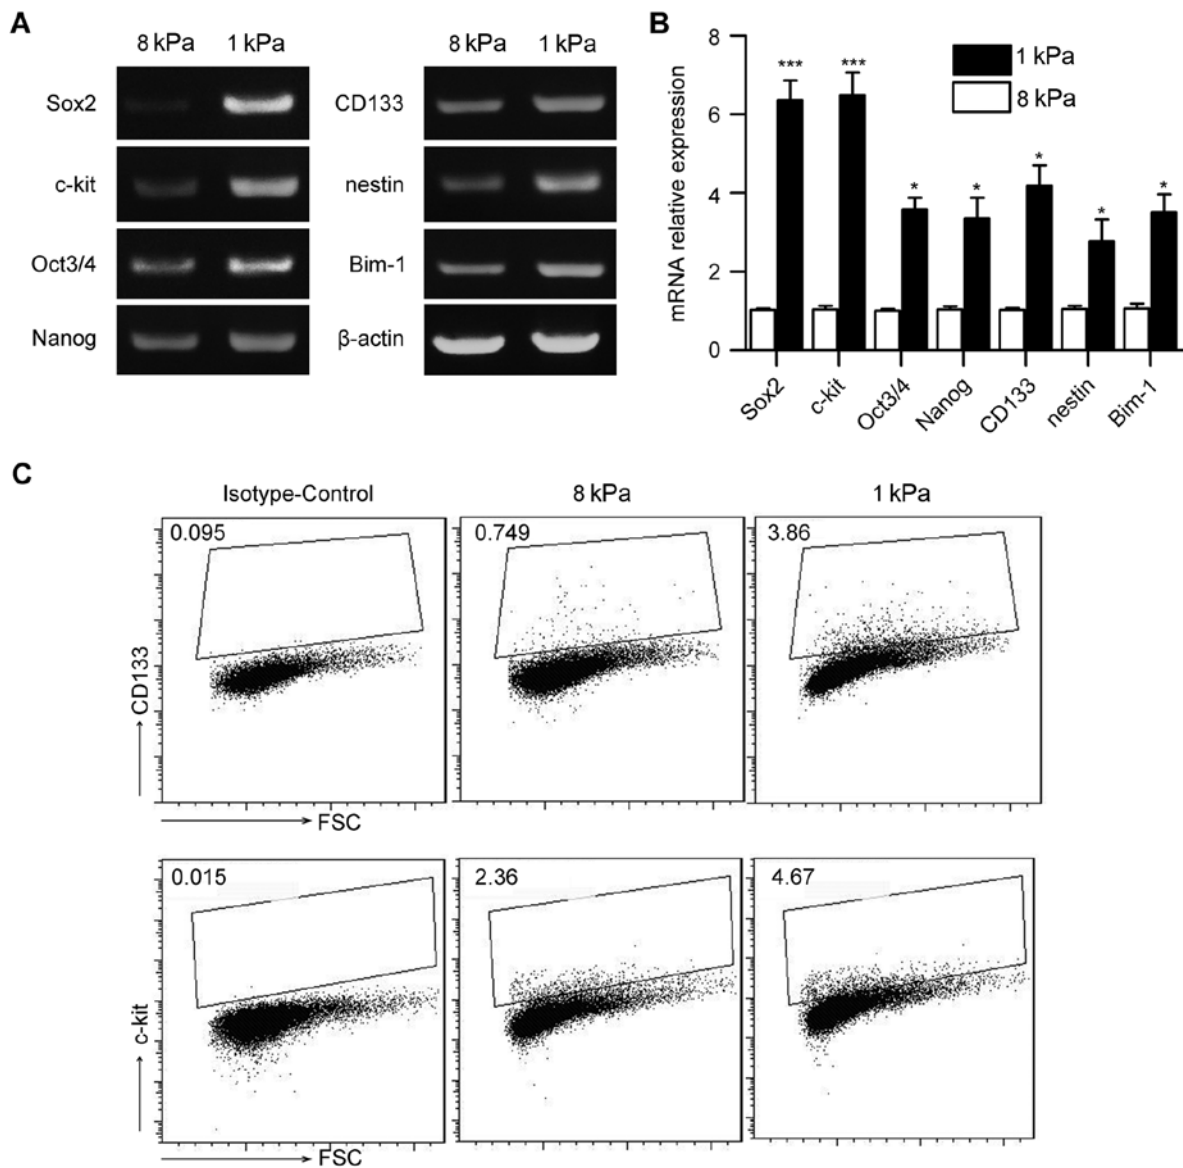 A
8 kPa 1 kPa 8 kPa 1 kPa
Sox2 CD133
c-kit nestin
Oct3/4 Bim-1
Nanog β-actin
B
mRNA relative expression
8
6
4
2
0
*** *** * * * * *
1 kPa
8 kPa
Sox2 c-kit Oct3/4 Nanog CD133 nestin Bim-1
C
Isotype-Control 8 kPa 1 kPa
0.095 0.749 3.86
CD133
FSC
0.015 2.36 4.67
c-kit
FSC